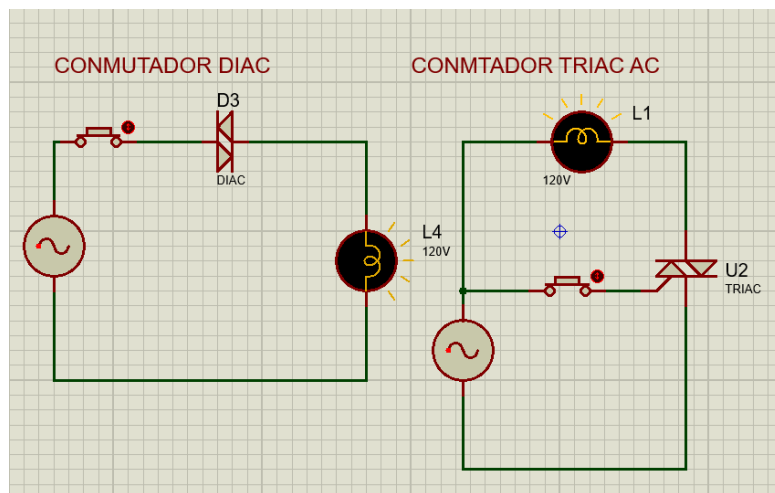 CONMUTADOR DIAC
CONMTADOR TRIAC AC
D3
DIAC
L4
120V
L1
120V
U2
TRIAC